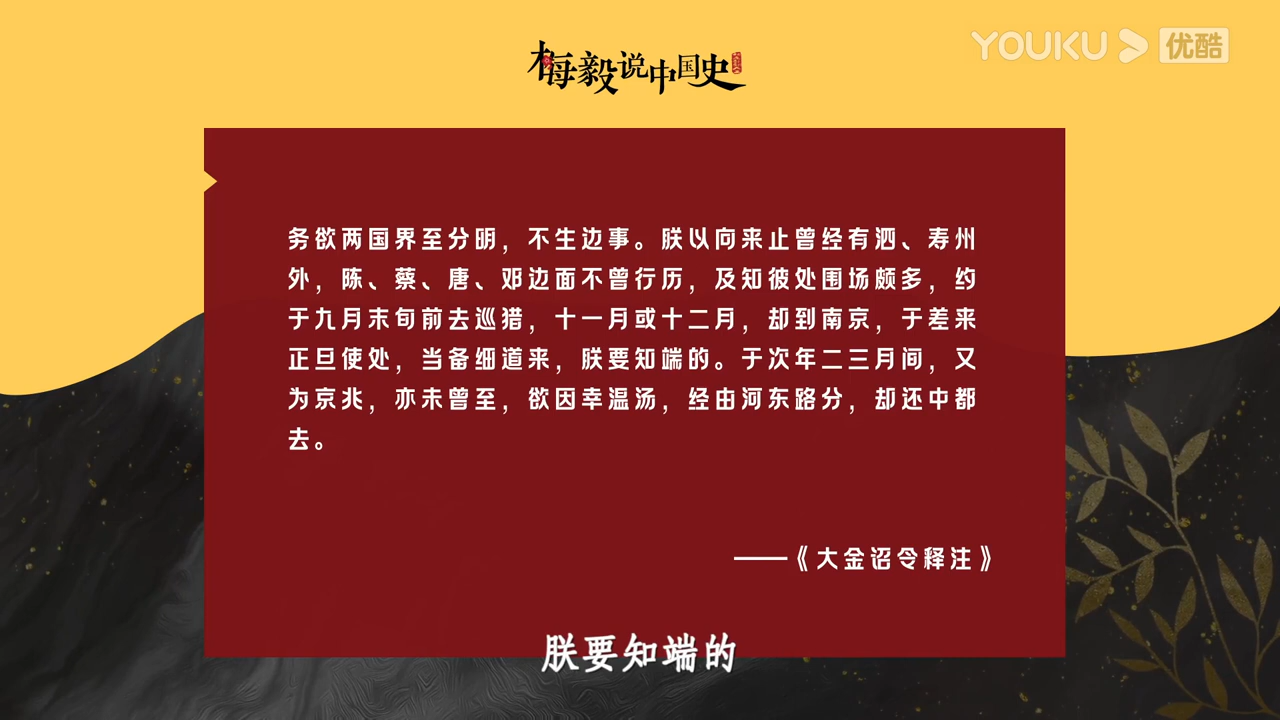 YOUKU 优酷
梅毅说中国史
务欲两国界至分明，不生边事。朕以向来止曾经有泗、寿州
外，陈、蔡、唐、邓边面不曾行历，及知彼处围场颇多，约
于九月末旬前去巡猎，十一月或十二月，却到南京，于差来
正旦使处，当备细道来，朕要知端的。于次年二三月间，又
为京兆，亦未曾至，欲因幸温汤，经由河东路分，却还中都
去。
——《大金诏令释注》
朕要知端的